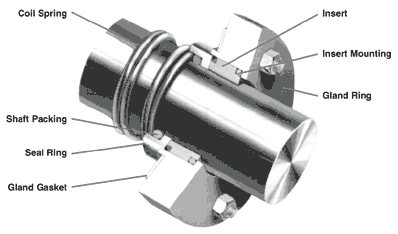 Coil Spring
Insert
Insert Mounting
Gland Ring
Shaft Packing
Seal Ring
Gland Gasket